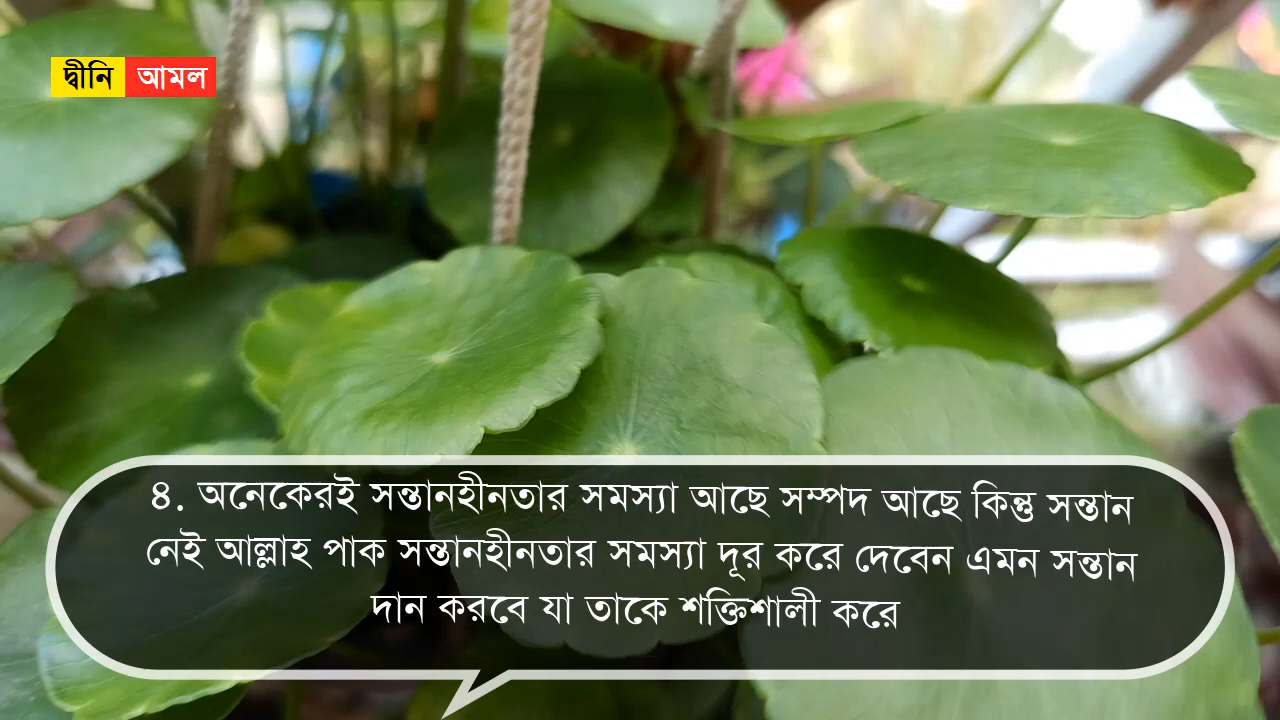 দ্বীনি আমল
৪. অনেকেরই সন্তানহীনতার সমস্যা আছে সম্পদ আছে কিন্তু সন্তান
নেই আল্লাহ পাক সন্তানহীনতার সমস্যা দূর করে দেবেন এমন সন্তান
দান করবে যা তাকে শক্তিশালী করে